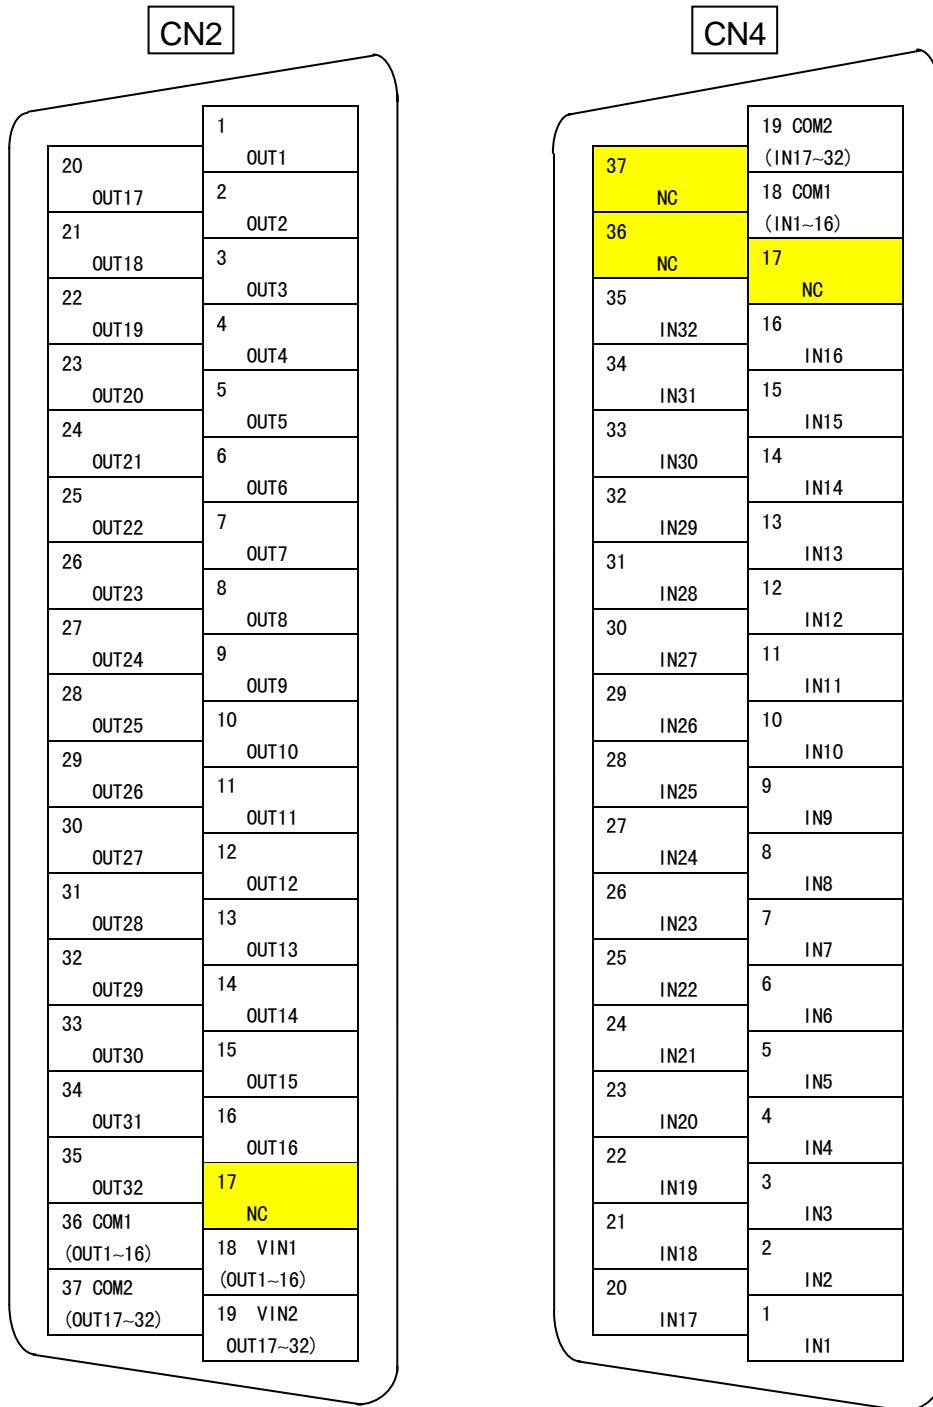 CN2
1
OUT1
20
OUT17
2
OUT2
21
OUT18
3
OUT3
22
OUT19
4
OUT4
23
OUT20
5
OUT5
24
OUT21
6
OUT6
25
OUT22
7
OUT7
26
OUT23
8
OUT8
27
OUT24
9
OUT9
28
OUT25
10
OUT10
29
OUT26
11
OUT11
30
OUT27
12
OUT12
31
OUT28
13
OUT13
32
OUT29
14
OUT14
33
OUT30
15
OUT15
34
OUT31
16
OUT16
35
OUT32
17
NC
36 COM1
(OUT1~16)
18 VIN1
(OUT1~16)
37 COM2
(OUT17~32)
19 VIN2
OUT17~32)
CN4
19 COM2
(IN17~32)
37
NC
18 COM1
(IN1~16)
36
NC
17
NC
35
IN32
16
IN16
34
IN31
15
IN15
33
IN30
14
IN14
32
IN29
13
IN13
31
IN28
12
IN12
30
IN27
11
IN11
29
IN26
10
IN10
28
IN25
9
IN9
27
IN24
8
IN8
26
IN23
7
IN7
25
IN22
6
IN6
24
IN21
5
IN5
23
IN20
4
IN4
22
IN19
3
IN3
21
IN18
2
IN2
20
IN17
1
IN1